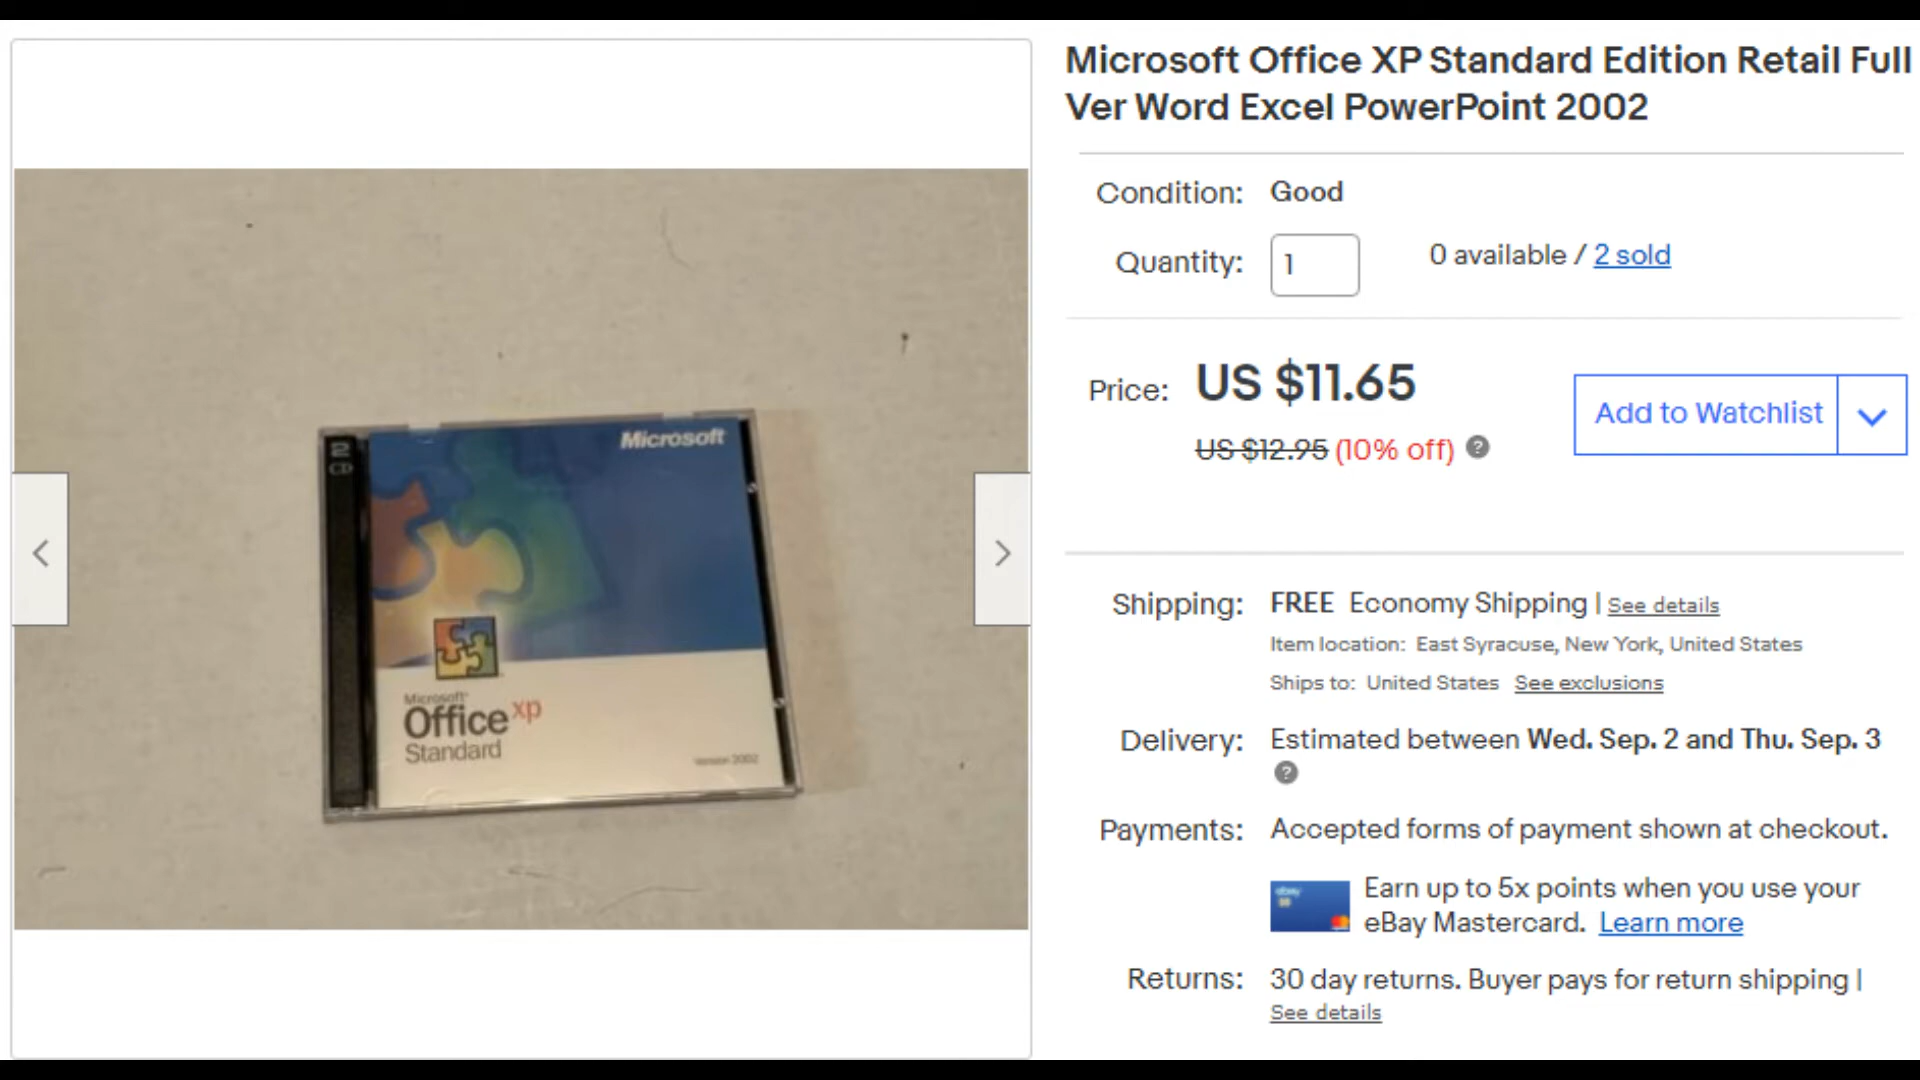 Microsoft Office XP Standard Edition Retail Full
Ver Word Excel PowerPoint 2002
Condition: Good
Quantity: 1 0 available / 2 sold
Price: US $11.65
US $12.95 (10% off)
Add to Watchlist
Shipping: FREE Economy Shipping | See details
Item location: East Syracuse, New York, United States
Ships to: United States See exclusions
Delivery: Estimated between Wed. Sep. 2 and Thu. Sep. 3
Payments: Accepted forms of payment shown at checkout.
Earn up to 5x points when you use your
eBay Mastercard. Learn more
Returns: 30 day returns. Buyer pays for return shipping |
See details
2
CD
Microsoft
Microsoft
Office xp
Standard
Version 2002
ebay